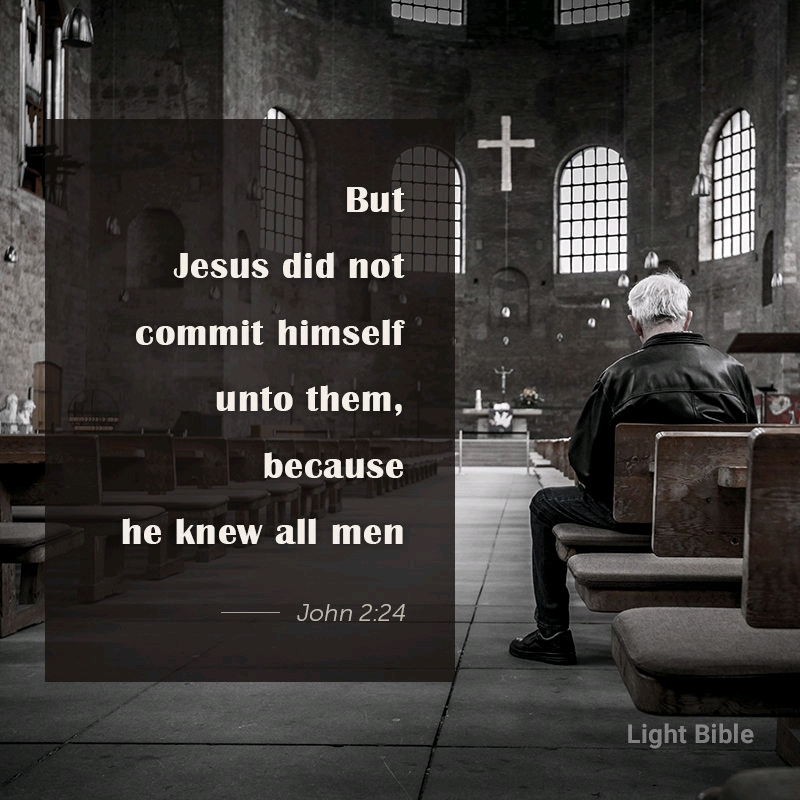 But
Jesus did not
commit himself
unto them,
because
he knew all men
John 2:24
Light Bible